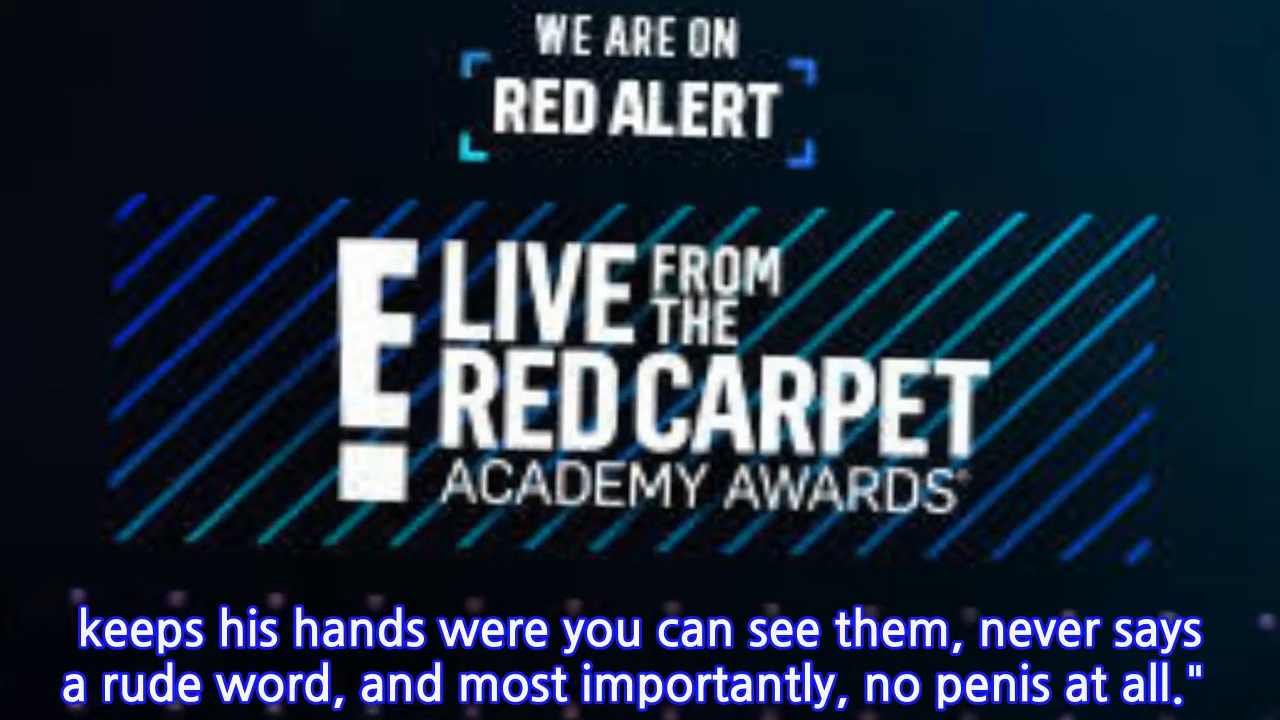 WE ARE ON
RED ALERT
E! LIVE FROM
THE
RED CARPET
ACADEMY AWARDS®
keeps his hands were you can see them, never says
a rude word, and most importantly, no penis at all."